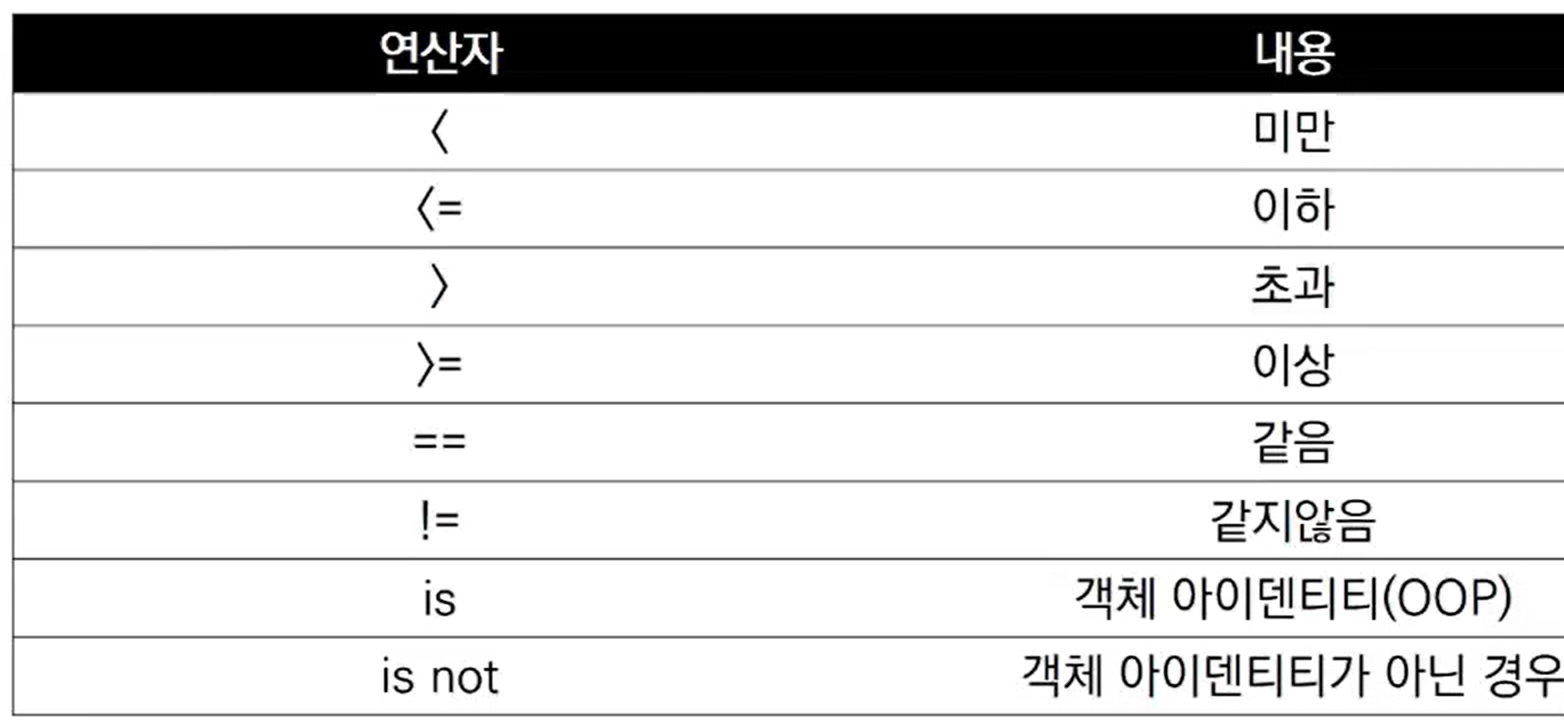 연산자 내용
< 미만
<= 이하
> 초과
>= 이상
== 같음
!= 같지않음
is 객체 아이덴티티(OOP)
is not 객체 아이덴티티가 아닌 경우